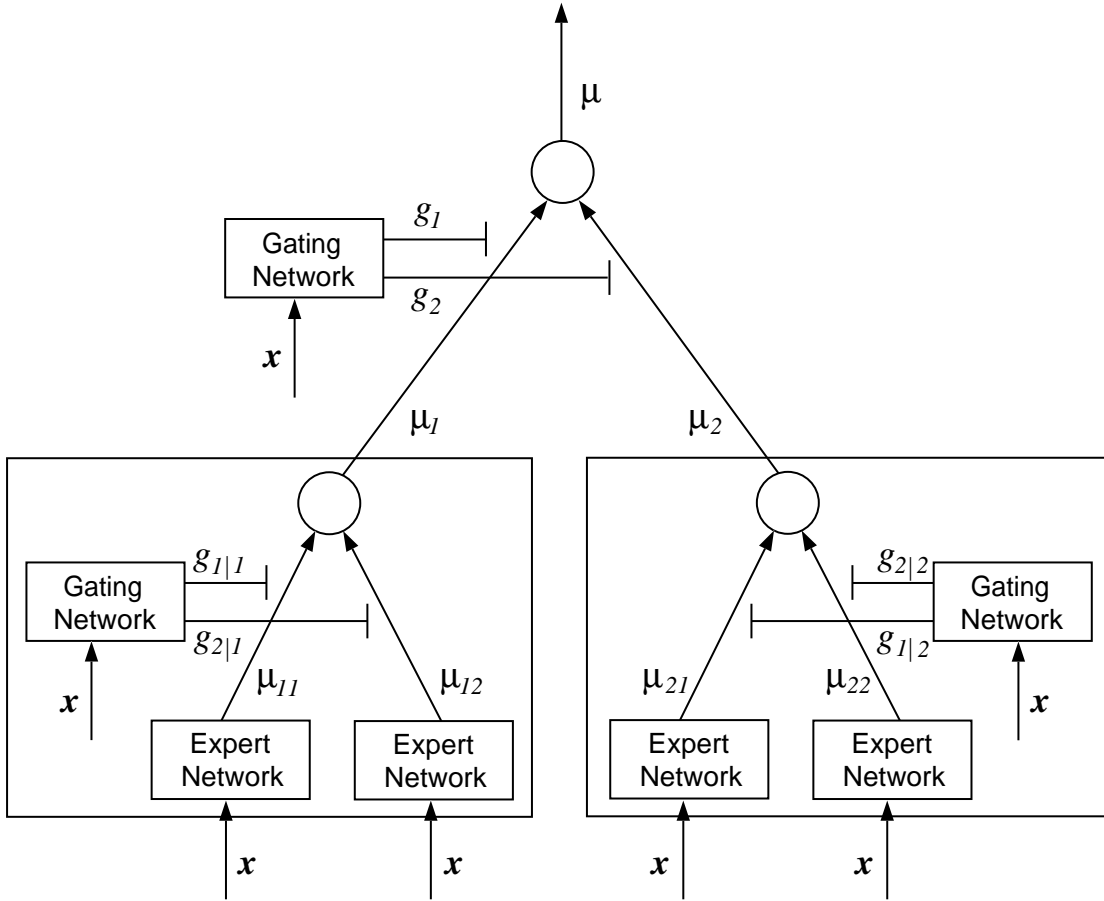 μ
g1
Gating
Network
g2
x
μ1
μ2
g1|1
g2|2
Gating
Network
Gating
Network
g2|1
g1|2
μ11
μ12
μ21
μ22
x
x
Expert
Network
Expert
Network
Expert
Network
Expert
Network
x
x
x
x